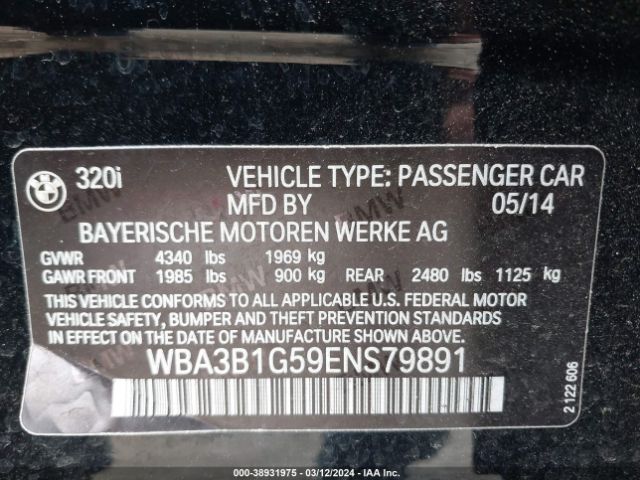 BMW 320i VEHICLE TYPE: PASSENGER CAR
MFD BY 05/14
BAYERISCHE MOTOREN WERKE AG
GVWR 4340 lbs 1969 kg
GAWR FRONT 1985 lbs 900 kg REAR 2480 lbs 1125 kg
THIS VEHICLE CONFORMS TO ALL APPLICABLE U.S. FEDERAL MOTOR
VEHICLE SAFETY, BUMPER AND THEFT PREVENTION STANDARDS
IN EFFECT ON THE DATE OF MANUFACTURE SHOWN ABOVE.
WBA3B1G59ENS79891
2 122 606
000-38931975 - 03/12/2024 - IAA Inc.